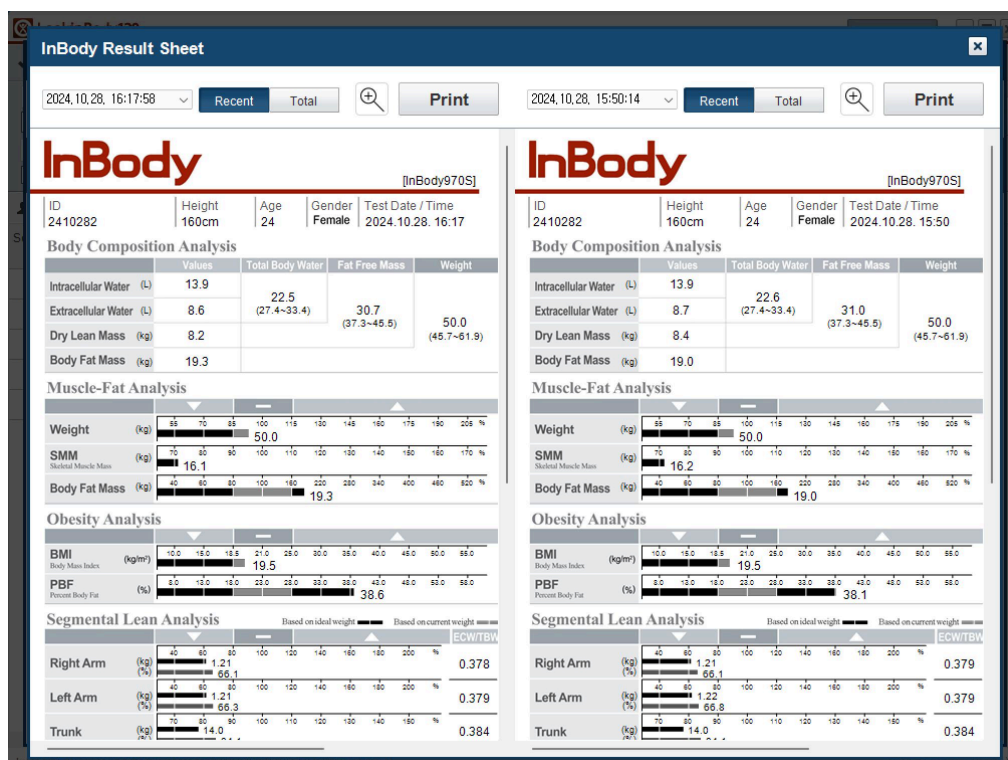 InBody Result Sheet
2024,10,28, 16:17:58
Recent
Total
Print
InBody
[InBody970S]
ID Height Age Gender Test Date / Time
2410282 160cm 24 Female 2024.10.28. 16:17
Body Composition Analysis
Values Total Body Water Fat Free Mass Weight
Intracellular Water (L) 13.9
22.5
(27.4~33.4)
Extracellular Water (L) 8.6
30.7
(37.3~45.5)
50.0
(45.7~61.9)
Dry Lean Mass (kg) 8.2
Body Fat Mass (kg) 19.3
Muscle-Fat Analysis
Weight (kg) 55 70 85 100 115 130 145 160 175 190 205 %
50.0
SMM (kg) 70 80 90 100 110 120 130 140 150 160 170 %
Skeletal Muscle Mass 16.1
Body Fat Mass (kg) 40 60 80 100 160 220 280 340 400 460 520 %
19.3
Obesity Analysis
BMI (kg/m²) 10.0 15.0 18.5 21.0 25.0 30.0 35.0 40.0 45.0 50.0 55.0
Body Mass Index 19.5
PBF (%) 8.0 13.0 18.0 23.0 28.0 33.0 38.0 43.0 48.0 53.0 58.0
Percent Body Fat 38.6
Segmental Lean Analysis Based on ideal weight Based on current weight
ECW/TBW
Right Arm (kg) (%) 40 60 80 100 120 140 160 180 200 %
1.21
66.1
0.378
Left Arm (kg) (%) 40 60 80 100 120 140 160 180 200 %
1.21
66.3
0.379
Trunk (kg) 70 80 90 100 110 120 130 140 150 %
14.0
0.384
2024,10,28, 15:50:14
Recent
Total
Print
InBody
[InBody970S]
ID Height Age Gender Test Date / Time
2410282 160cm 24 Female 2024.10.28. 15:50
Body Composition Analysis
Values Total Body Water Fat Free Mass Weight
Intracellular Water (L) 13.9
22.6
(27.4~33.4)
Extracellular Water (L) 8.7
31.0
(37.3~45.5)
50.0
(45.7~61.9)
Dry Lean Mass (kg) 8.4
Body Fat Mass (kg) 19.0
Muscle-Fat Analysis
Weight (kg) 55 70 85 100 115 130 145 160 175 190 205 %
50.0
SMM (kg) 70 80 90 100 110 120 130 140 150 160 170 %
Skeletal Muscle Mass 16.2
Body Fat Mass (kg) 40 60 80 100 160 220 280 340 400 460 520 %
19.0
Obesity Analysis
BMI (kg/m²) 10.0 15.0 18.5 21.0 25.0 30.0 35.0 40.0 45.0 50.0 55.0
Body Mass Index 19.5
PBF (%) 8.0 13.0 18.0 23.0 28.0 33.0 38.0 43.0 48.0 53.0 58.0
Percent Body Fat 38.1
Segmental Lean Analysis Based on ideal weight Based on current weight
ECW/TBW
Right Arm (kg) (%) 40 60 80 100 120 140 160 180 200 %
1.21
66.1
0.379
Left Arm (kg) (%) 40 60 80 100 120 140 160 180 200 %
1.22
66.8
0.379
Trunk (kg) 70 80 90 100 110 120 130 140 150 %
14.0
0.384